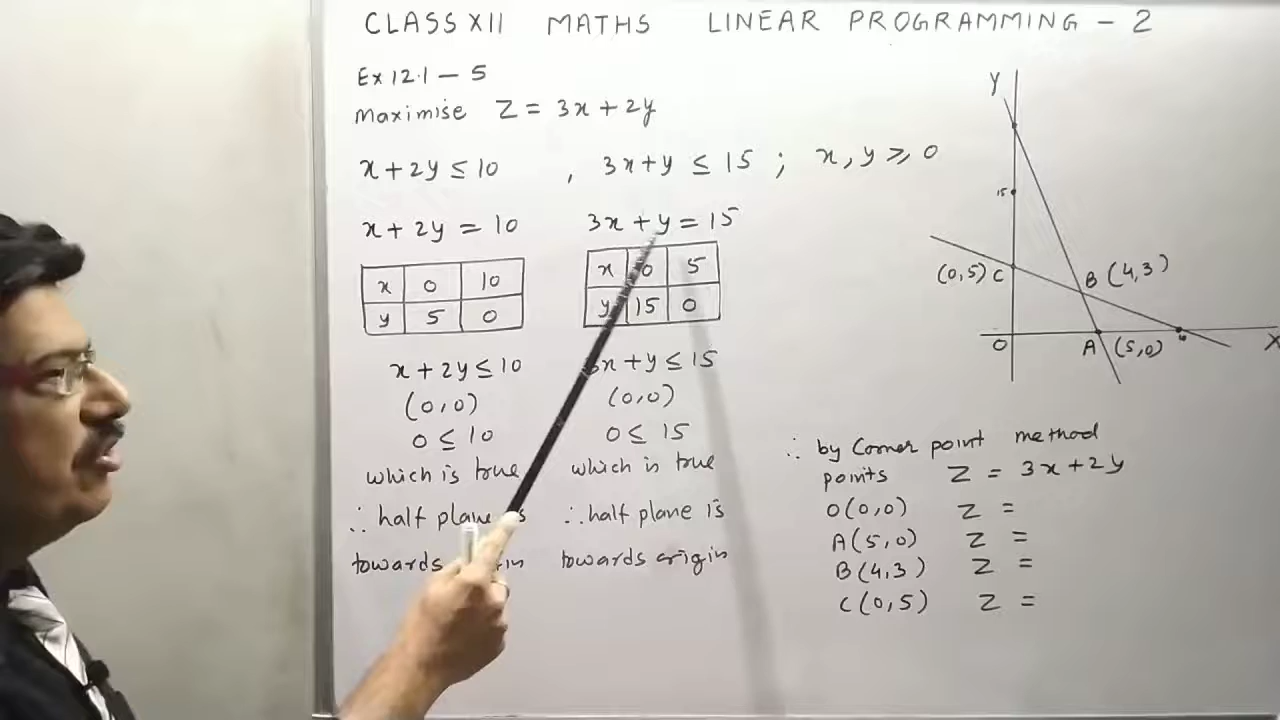 CLASS XII MATHS LINEAR PROGRAMMING - 2
Ex 12.1 - 5
Maximise Z = 3x + 2y
x + 2y ≤ 10 , 3x + y ≤ 15 ; x, y ≥ 0
x + 2y = 10
x 0 10
y 5 0
x + 2y ≤ 10
(0,0)
0 ≤ 10
which is true
∴ half plane is
towards
3x + y = 15
x 0 5
y 15 0
3x + y ≤ 15
(0,0)
0 ≤ 15
which is true
∴ half plane is
towards origin
Y
15
(0,5) C
B (4,3)
O
A (5,0)
X
∴ by Corner point method
points Z = 3x + 2y
O(0,0) Z =
A(5,0) Z =
B(4,3) Z =
C(0,5) Z =